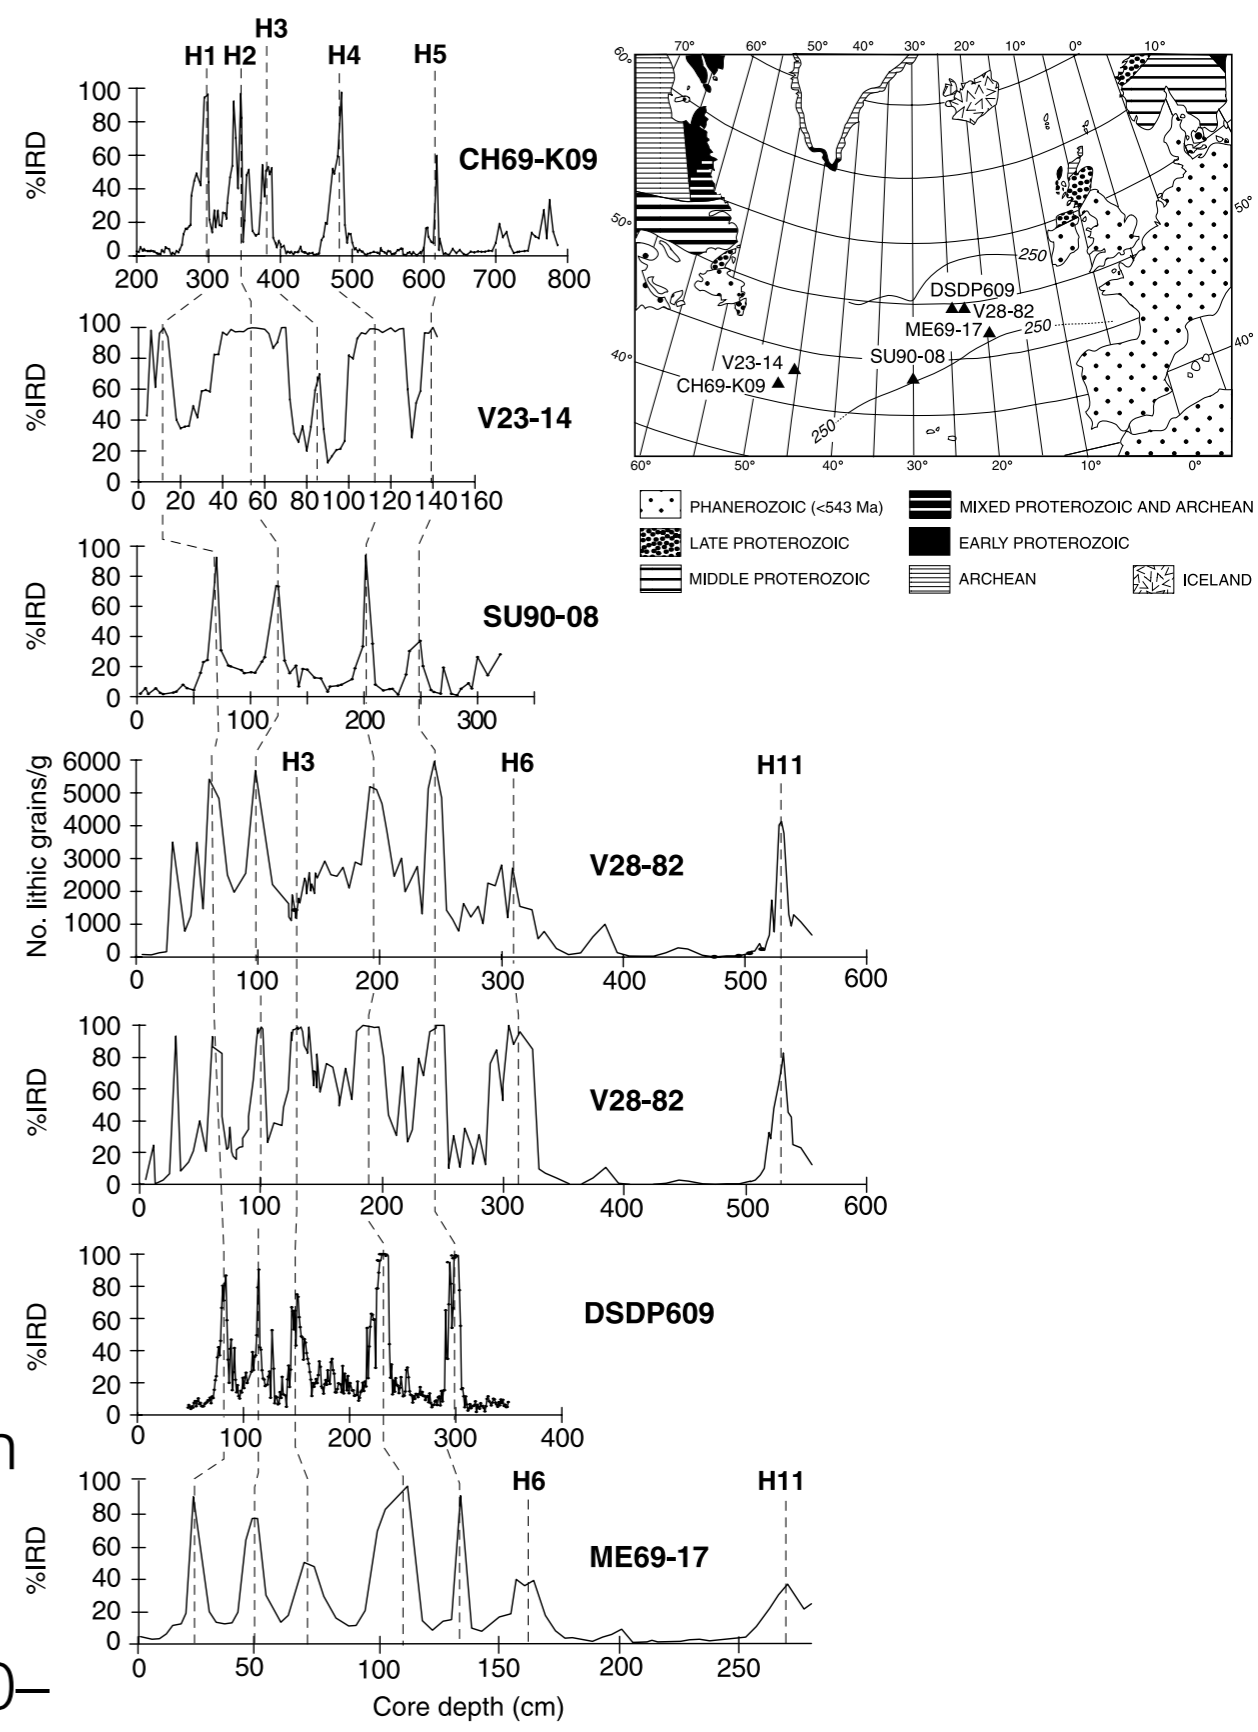 H1 H2 H3 H4 H5
%IRD
100
80
60
40
20
0
CH69-K09
200 300 400 500 600 700 800
%IRD
100
80
60
40
20
0
V23-14
0 20 40 60 80 100 120 140 160
%IRD
100
80
60
40
20
0
SU90-08
0 100 200 300
No. lithic grains/g
6000
5000
4000
3000
2000
1000
0
H3 H6 H11
V28-82
0 100 200 300 400 500 600
%IRD
100
80
60
40
20
0
V28-82
0 100 200 300 400 500 600
%IRD
100
80
60
40
20
0
DSDP609
0 100 200 300 400
%IRD
100
80
60
40
20
0
H6 H11
ME69-17
0 50 100 150 200 250
Core depth (cm)
70° 60° 50° 40° 30° 20° 10° 0° 10°
60°
50°
40°
50°
40°
250
DSDP609
V28-82
ME69-17
250
SU90-08
V23-14
CH69-K09
250
60° 50° 40° 30° 20° 10° 0°
PHANEROZOIC (<543 Ma)
MIXED PROTEROZOIC AND ARCHEAN
LATE PROTEROZOIC
EARLY PROTEROZOIC
MIDDLE PROTEROZOIC
ARCHEAN
ICELAND